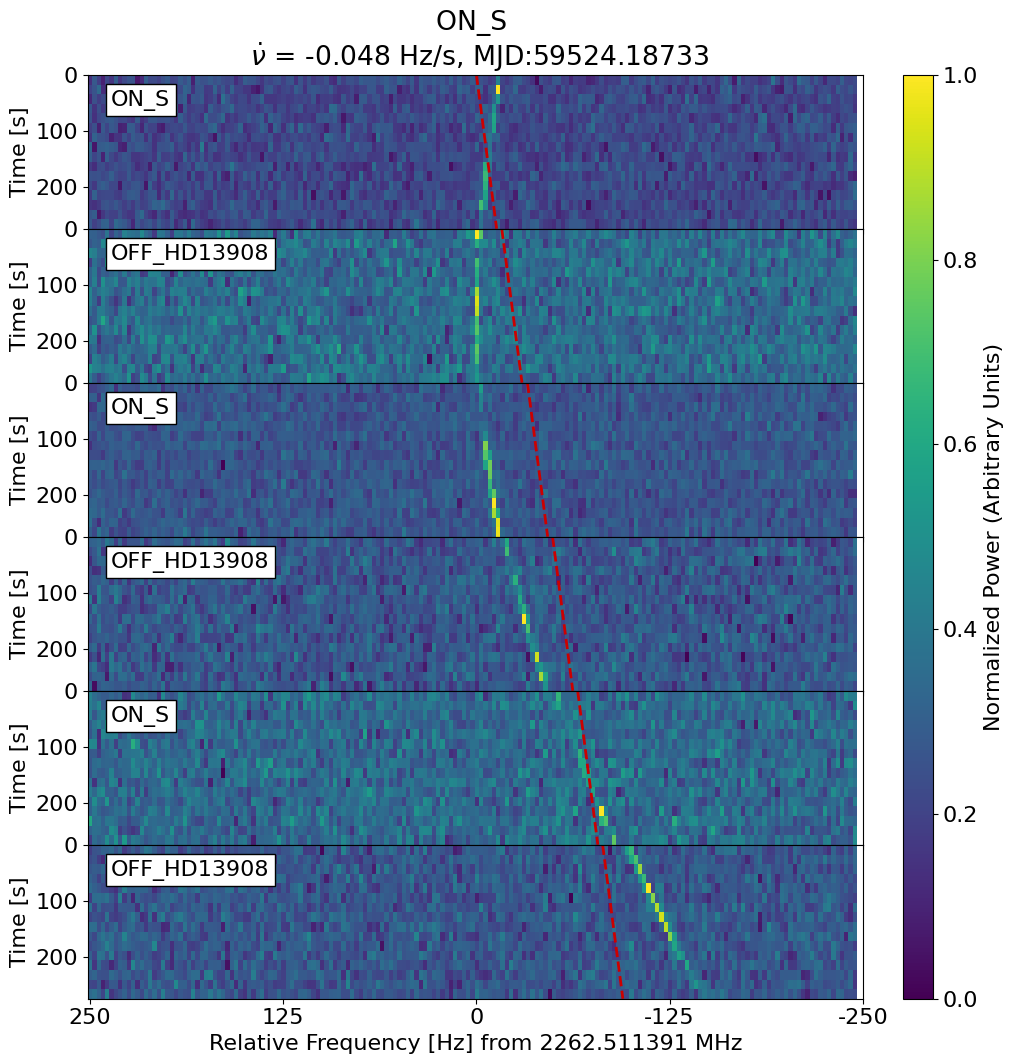 ON_S
ν̇ = -0.048 Hz/s, MJD:59524.18733
0
ON_S
100
200
Time [s]
0
OFF_HD13908
100
200
Time [s]
0
ON_S
100
200
Time [s]
0
OFF_HD13908
100
200
Time [s]
0
ON_S
100
200
Time [s]
0
OFF_HD13908
100
200
Time [s]
250 125 0 -125 -250
Relative Frequency [Hz] from 2262.511391 MHz
1.0
0.8
0.6
0.4
0.2
0.0
Normalized Power (Arbitrary Units)